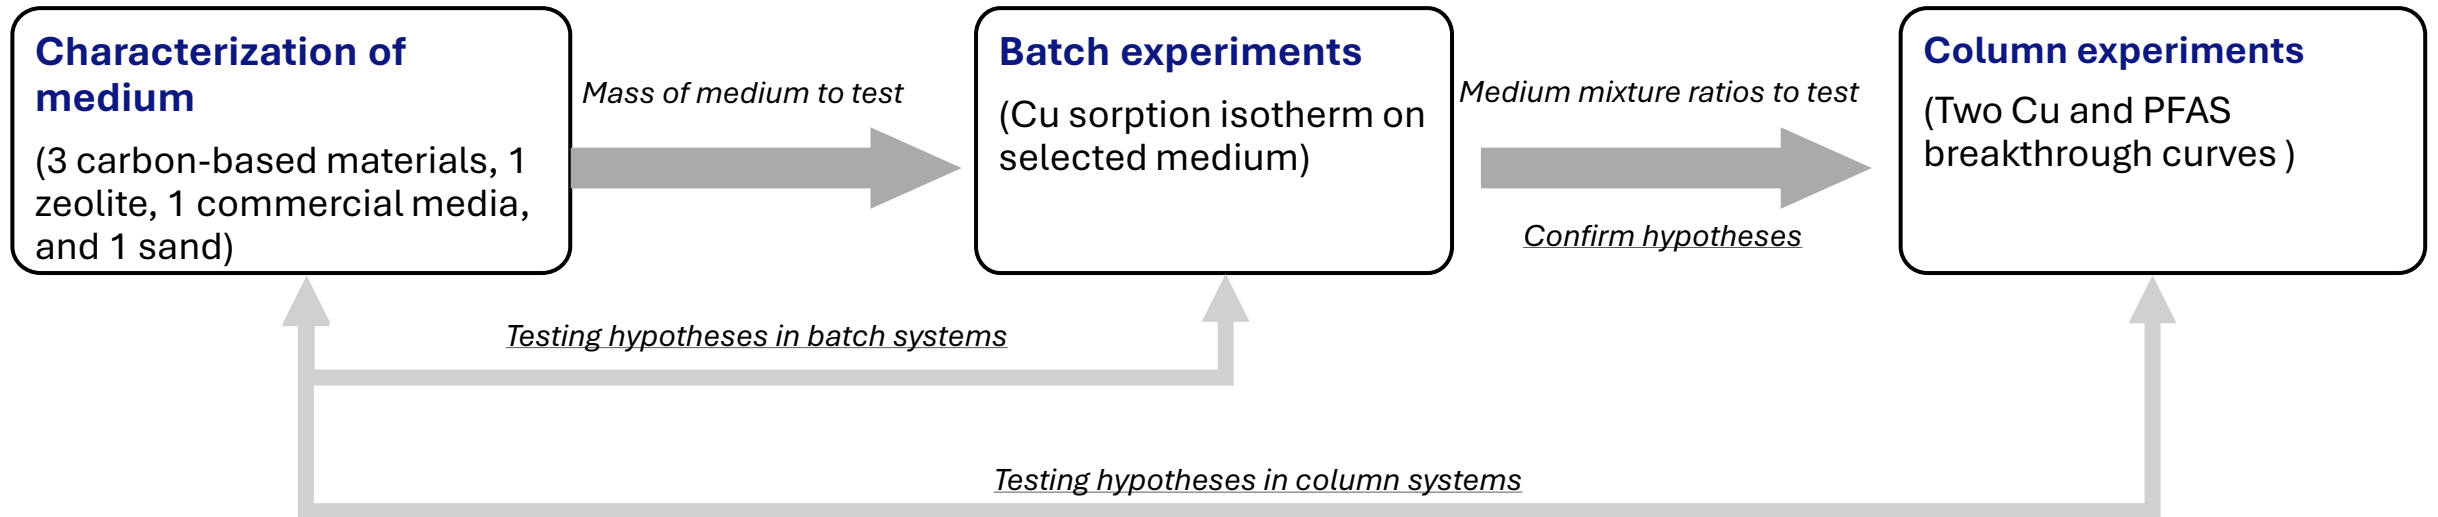 Characterization of
medium
(3 carbon-based materials, 1
zeolite, 1 commercial media,
and 1 sand)
Mass of medium to test
Batch experiments
(Cu sorption isotherm on
selected medium)
Medium mixture ratios to test
Confirm hypotheses
Column experiments
(Two Cu and PFAS
breakthrough curves )
Testing hypotheses in batch systems
Testing hypotheses in column systems